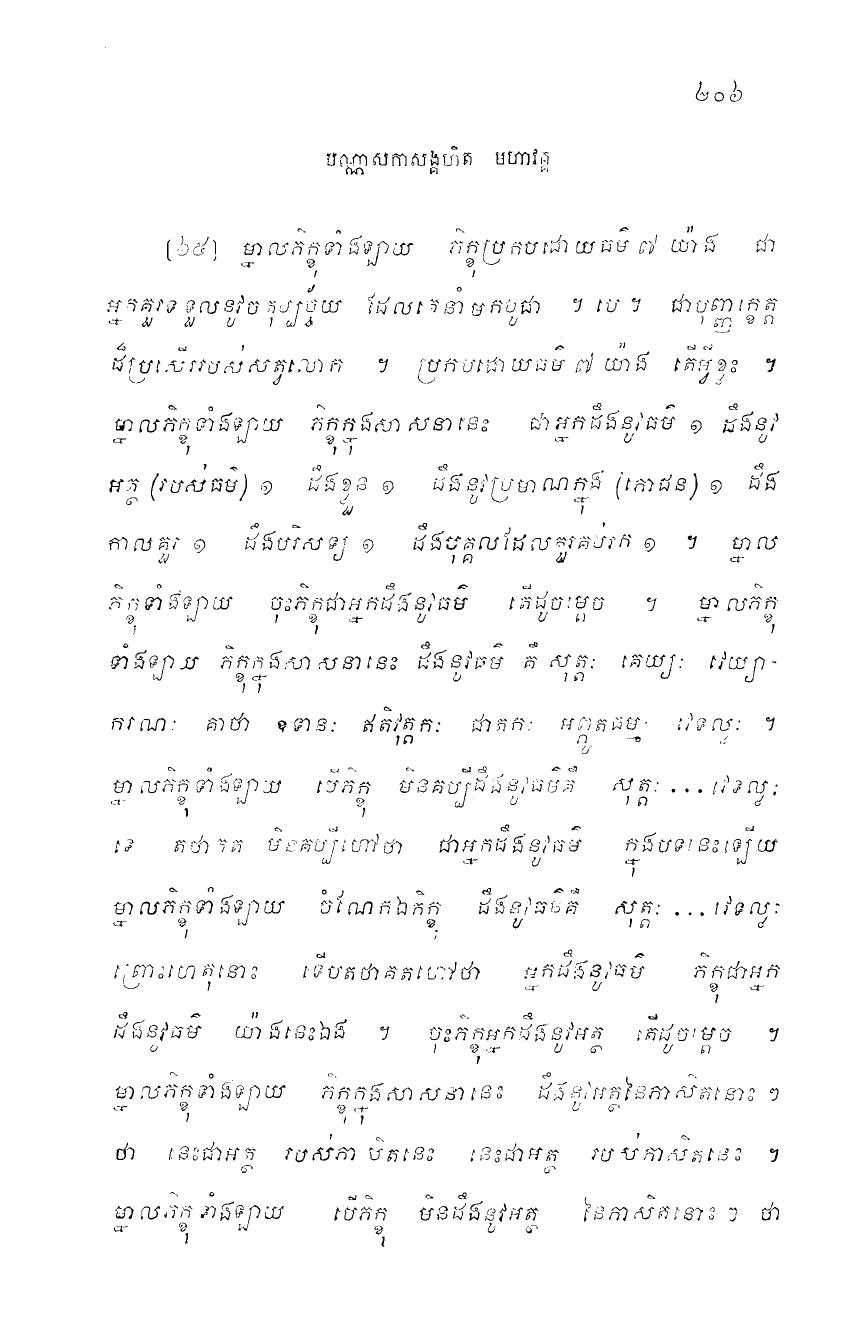 ២០៦
បណ្ណាសកាសង្គហិត មហាវគ្គ
[៦៥] ម្នាលភិក្ខុទាំងឡាយ ភិក្ខុប្រកបដោយធម៌ ៧ យ៉ាង ជា
អ្នកគួរទទួលនូវចតុប្បច្ច័យ ដែលគេនាំមកបូជា ។ បេ ។ ជាបុញ្ញក្ខេត្ត
ដ៏ប្រសើររបស់សត្វលោក ។ ប្រកបដោយធម៌ ៧ យ៉ាង តើអ្វីខ្លះ ។
ម្នាលភិក្ខុទាំងឡាយ ភិក្ខុក្នុងសាសនានេះ ជាអ្នកដឹងនូវធម៌ ១ ដឹងនូវ
អត្ថ (របស់ធម៌) ១ ដឹងខ្លួន ១ ដឹងនូវប្រមាណក្នុង (ភោជន) ១ ដឹង
កាលគួរ ១ ដឹងបរិសទ្យ ១ ដឹងបុគ្គលដែលគួរគប់រក ១ ។ ម្នាល
ភិក្ខុទាំងឡាយ ចុះភិក្ខុជាអ្នកដឹងនូវធម៌ តើដូចម្តេច ។ ម្នាលភិក្ខុ
ទាំងឡាយ ភិក្ខុក្នុងសាសនានេះ ដឹងនូវធម៌ គឺ សុត្តៈ គេយ្យៈ វេយ្យា-
ករណៈ គាថា ឧទានៈ ឥតិវុត្តកៈ ជាតកៈ អព្ភូតធម្មៈ វេទល្លៈ ។
ម្នាលភិក្ខុទាំងឡាយ បើភិក្ខុ មិនគប្បីដឹងនូវធម៌គឺ សុត្តៈ ... វេទល្លៈ
ទេ តថាគត មិនគប្បីហៅថា ជាអ្នកដឹងនូវធម៌ ក្នុងបទនេះឡើយ
ម្នាលភិក្ខុទាំងឡាយ ចំណែកឯភិក្ខុ ដឹងនូវធម៌គឺ សុត្តៈ ... វេទល្លៈ
ព្រោះហេតុនោះ ទើបតថាគតហៅថា អ្នកដឹងនូវធម៌ ភិក្ខុជាអ្នក
ដឹងនូវធម៌ យ៉ាងនេះឯង ។ ចុះភិក្ខុអ្នកដឹងនូវអត្ថ តើដូចម្តេច ។
ម្នាលភិក្ខុទាំងឡាយ ភិក្ខុក្នុងសាសនានេះ ដឹងនូវអត្ថនៃភាសិតនោះ ៗ
ថា នេះជាអត្ថ របស់ភាសិតនេះ នេះជាអត្ថ របស់ភាសិតនេះ ។
ម្នាលភិក្ខុទាំងឡាយ បើភិក្ខុ មិនដឹងនូវអត្ថ នៃភាសិតនោះ ៗ ថា